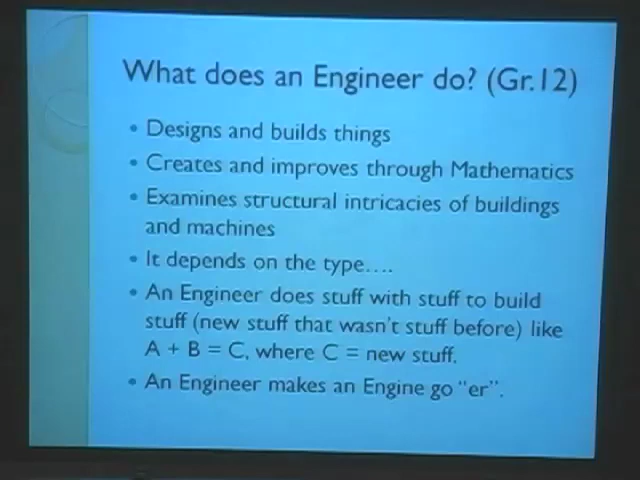 What does an Engineer do? (Gr.12)
• Designs and builds things
• Creates and improves through Mathematics
• Examines structural intricacies of buildings
and machines
• It depends on the type....
• An Engineer does stuff with stuff to build
stuff (new stuff that wasn't stuff before) like
A + B = C, where C = new stuff.
• An Engineer makes an Engine go "er".